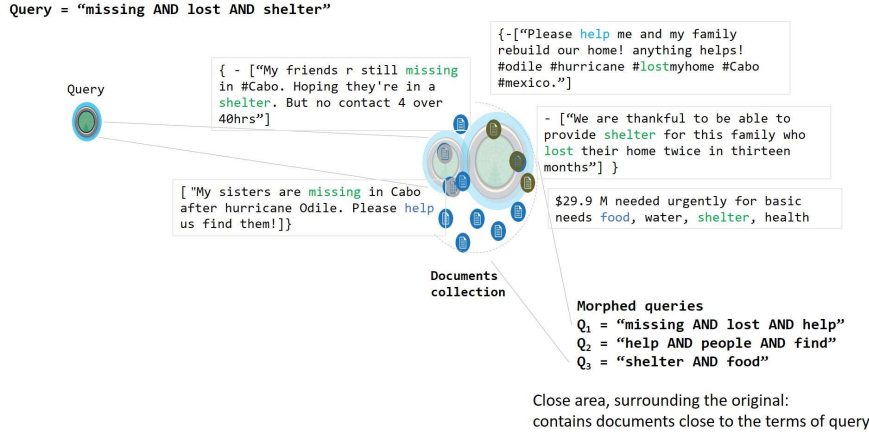 Query = “missing AND lost AND shelter”
{-[“Please help me and my family
rebuild our home! anything helps!
#odile #hurricane #lostmyhome #Cabo
#mexico.”]
{ - [“My friends r still missing
in #Cabo. Hoping they're in a
shelter. But no contact 4 over
40hrs”]
Query
- [“We are thankful to be able to
provide shelter for this family who
lost their home twice in thirteen
months”] }
["My sisters are missing in Cabo
after hurricane Odile. Please help
us find them!]}
$29.9 M needed urgently for basic
needs food, water, shelter, health
Documents
collection
Morphed queries
Q₁ = “missing AND lost AND help”
Q₂ = “help AND people AND find”
Q₃ = “shelter AND food”
Close area, surrounding the original:
contains documents close to the terms of query